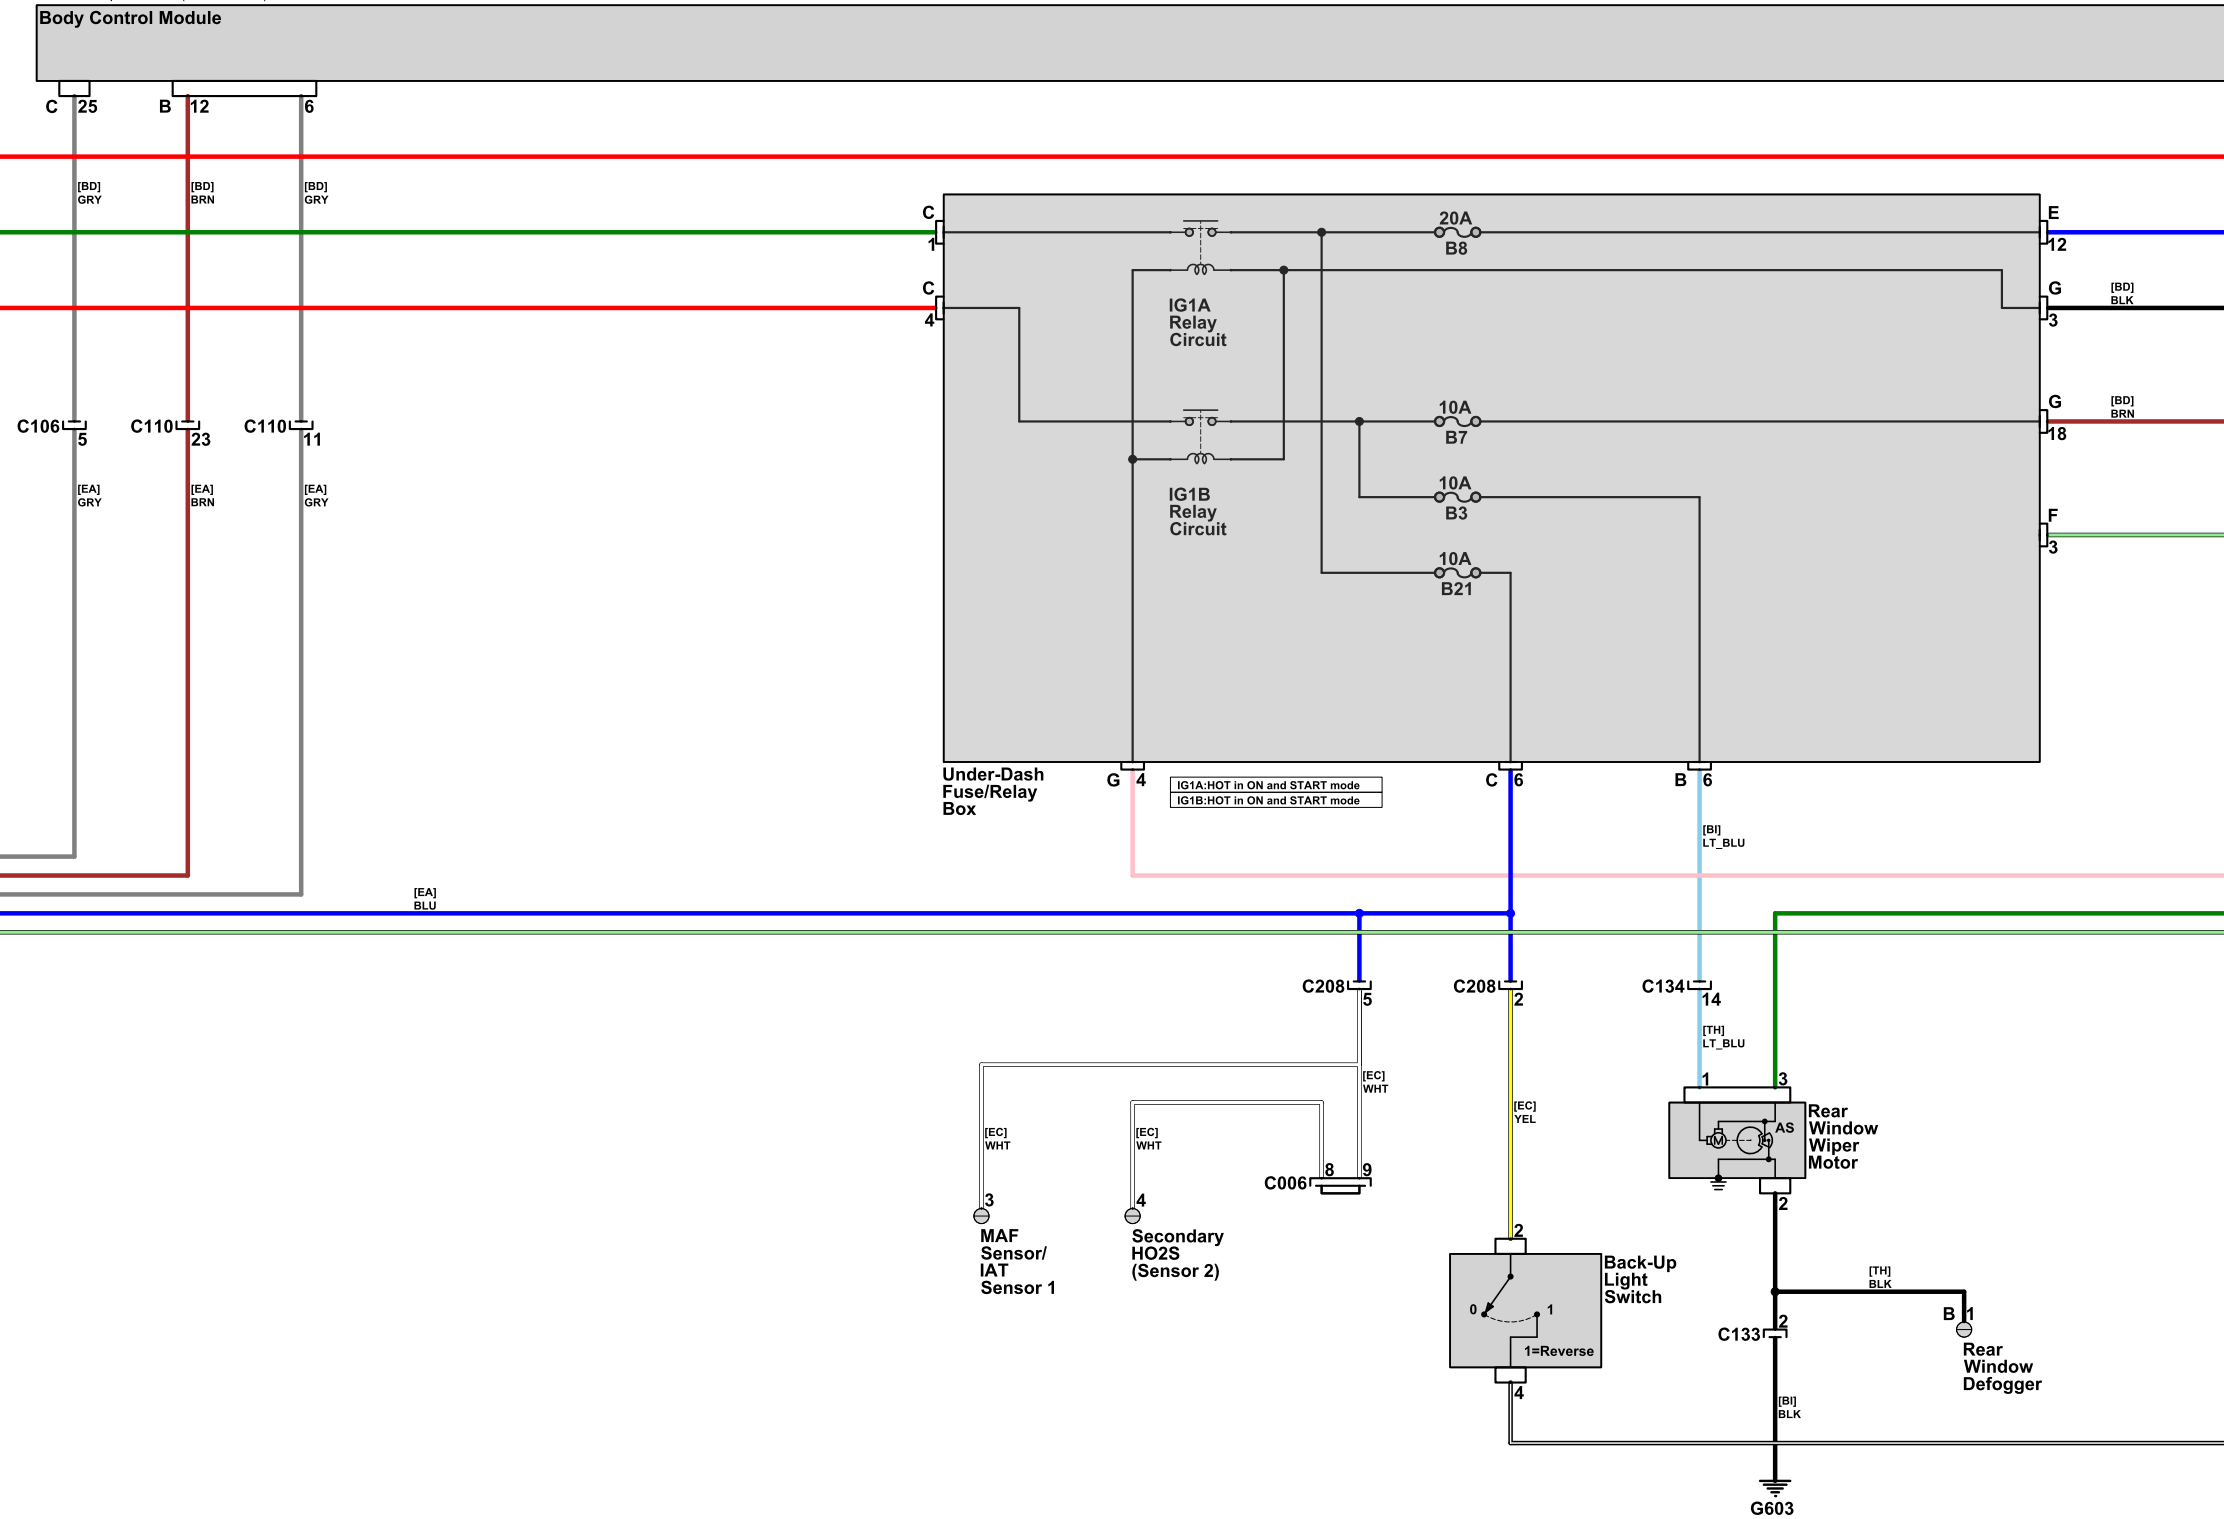 Body Control Module
C 25
B 12
6
[BD]
GRY
[BD]
BRN
[BD]
GRY
C
1
C
4
20A
B8
IG1A
Relay
Circuit
10A
B7
IG1B
Relay
Circuit
10A
B3
10A
B21
E
12
G
3
[BD]
BLK
G
18
[BD]
BRN
F
3
C106
5
C110
23
C110
11
[EA]
GRY
[EA]
BRN
[EA]
GRY
Under-Dash
Fuse/Relay
Box
G 4
IG1A:HOT in ON and START mode
IG1B:HOT in ON and START mode
C 6
B 6
[BI]
LT_BLU
[EA]
BLU
C208
5
C208
2
C134
14
[TH]
LT_BLU
[EC]
WHT
[EC]
WHT
[EC]
WHT
[EC]
YEL
1
3
AS
M
Rear
Window
Wiper
Motor
2
C006
8
9
3
MAF
Sensor/
IAT
Sensor 1
4
Secondary
HO2S
(Sensor 2)
2
Back-Up
Light
Switch
0
1
1=Reverse
4
[TH]
BLK
B 1
Rear
Window
Defogger
C133
2
[BI]
BLK
G603